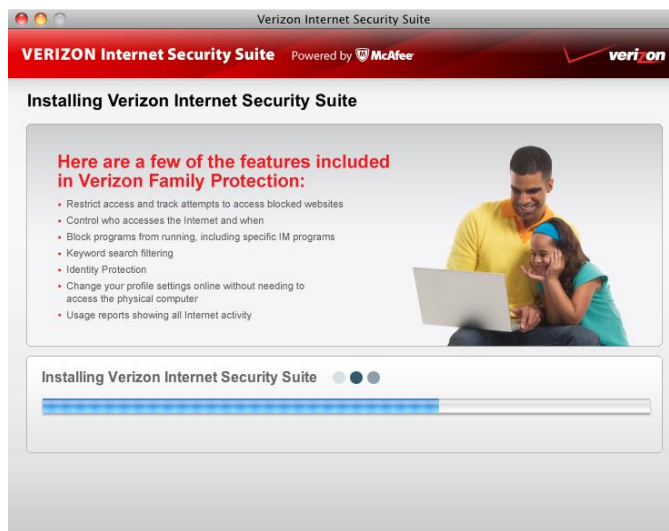 Verizon Internet Security Suite
VERIZON Internet Security Suite Powered by McAfee verizon
Installing Verizon Internet Security Suite
Here are a few of the features included
in Verizon Family Protection:
• Restrict access and track attempts to access blocked websites
• Control who accesses the Internet and when
• Block programs from running, including specific IM programs
• Keyword search filtering
• Identity Protection
• Change your profile settings online without needing to
access the physical computer
• Usage reports showing all Internet activity
Installing Verizon Internet Security Suite